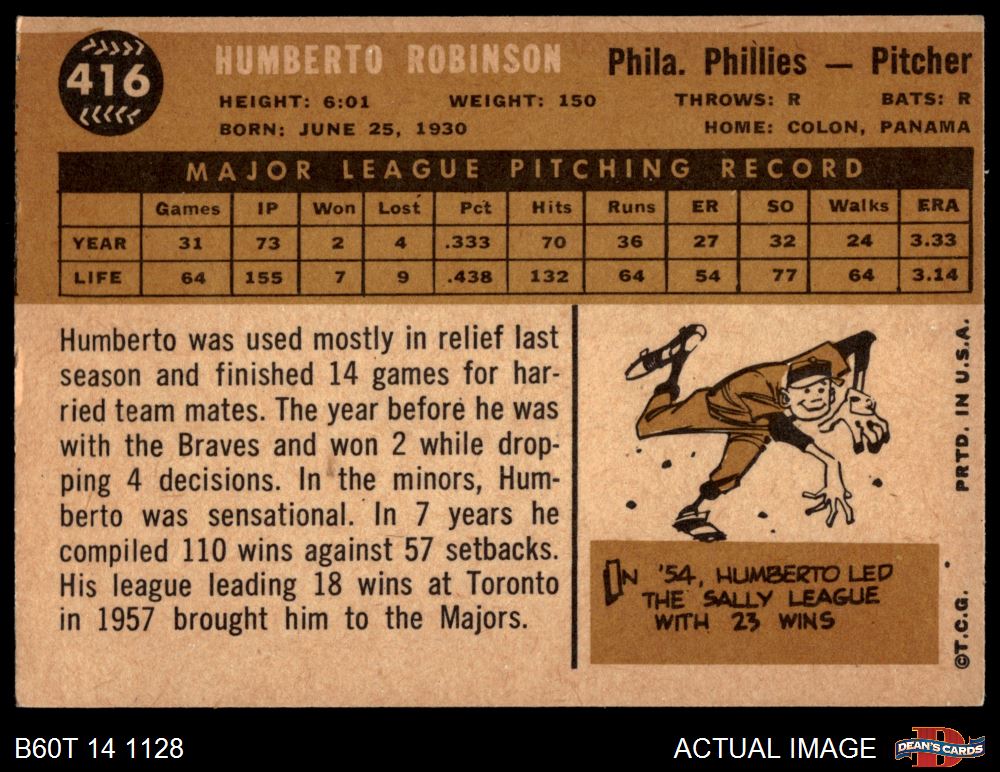 416
HUMBERTO ROBINSON
Phila. Phillies — Pitcher
HEIGHT: 6:01 WEIGHT: 150 THROWS: R BATS: R
BORN: JUNE 25, 1930 HOME: COLON, PANAMA
MAJOR LEAGUE PITCHING RECORD
Games IP Won Lost Pct Hits Runs ER SO Walks ERA
YEAR 31 73 2 4 .333 70 36 27 32 24 3.33
LIFE 64 155 7 9 .438 132 64 54 77 64 3.14
Humberto was used mostly in relief last
season and finished 14 games for har-
ried team mates. The year before he was
with the Braves and won 2 while drop-
ping 4 decisions. In the minors, Hum-
berto was sensational. In 7 years he
compiled 110 wins against 57 setbacks.
His league leading 18 wins at Toronto
in 1957 brought him to the Majors.
IN '54, HUMBERTO LED
THE SALLY LEAGUE
WITH 23 WINS
©T.C.G. PRTD. IN U.S.A.
B60T 14 1128
ACTUAL IMAGE
D
DEAN'S CARDS